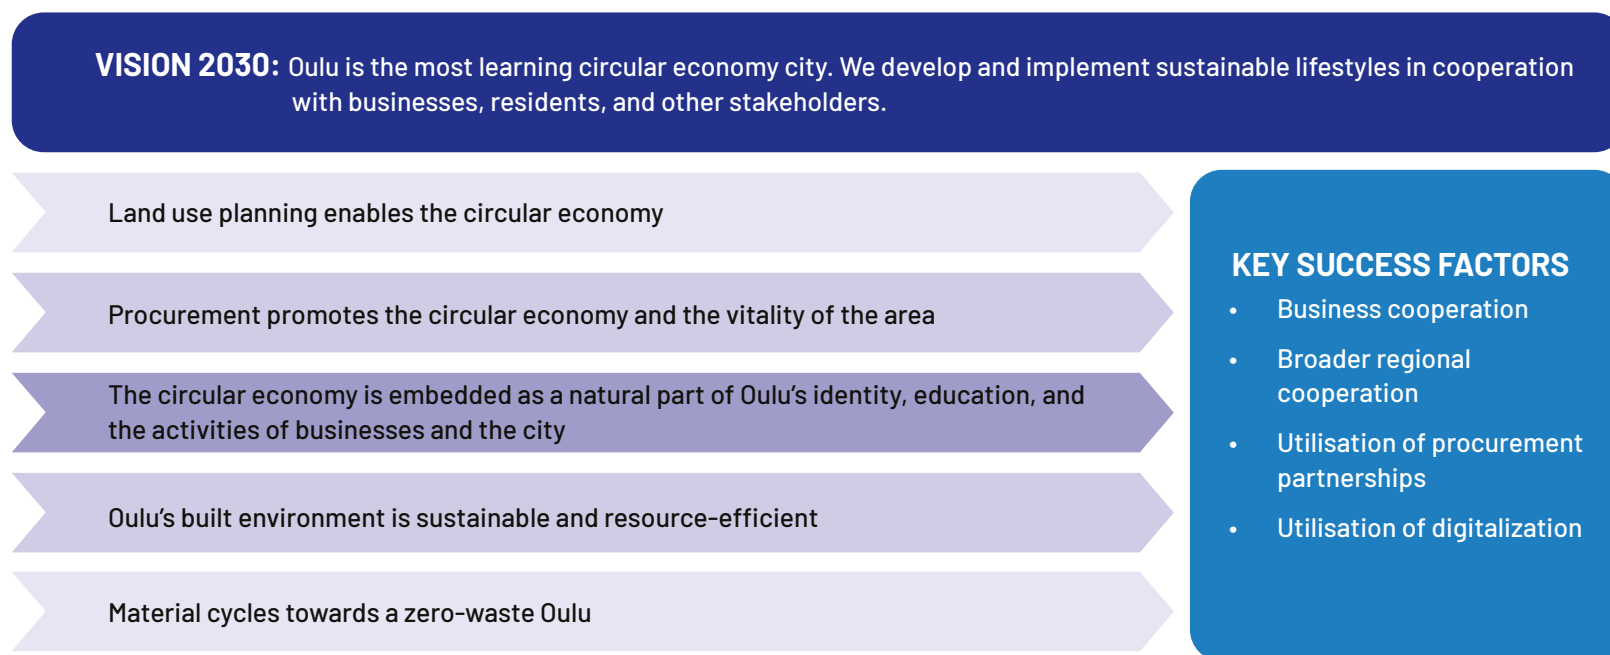 VISION 2030: Oulu is the most learning circular economy city. We develop and implement sustainable lifestyles in cooperation
with businesses, residents, and other stakeholders.
Land use planning enables the circular economy
Procurement promotes the circular economy and the vitality of the area
The circular economy is embedded as a natural part of Oulu’s identity, education, and
the activities of businesses and the city
Oulu’s built environment is sustainable and resource-efficient
Material cycles towards a zero-waste Oulu
KEY SUCCESS FACTORS
• Business cooperation
• Broader regional
cooperation
• Utilisation of procurement
partnerships
• Utilisation of digitalization